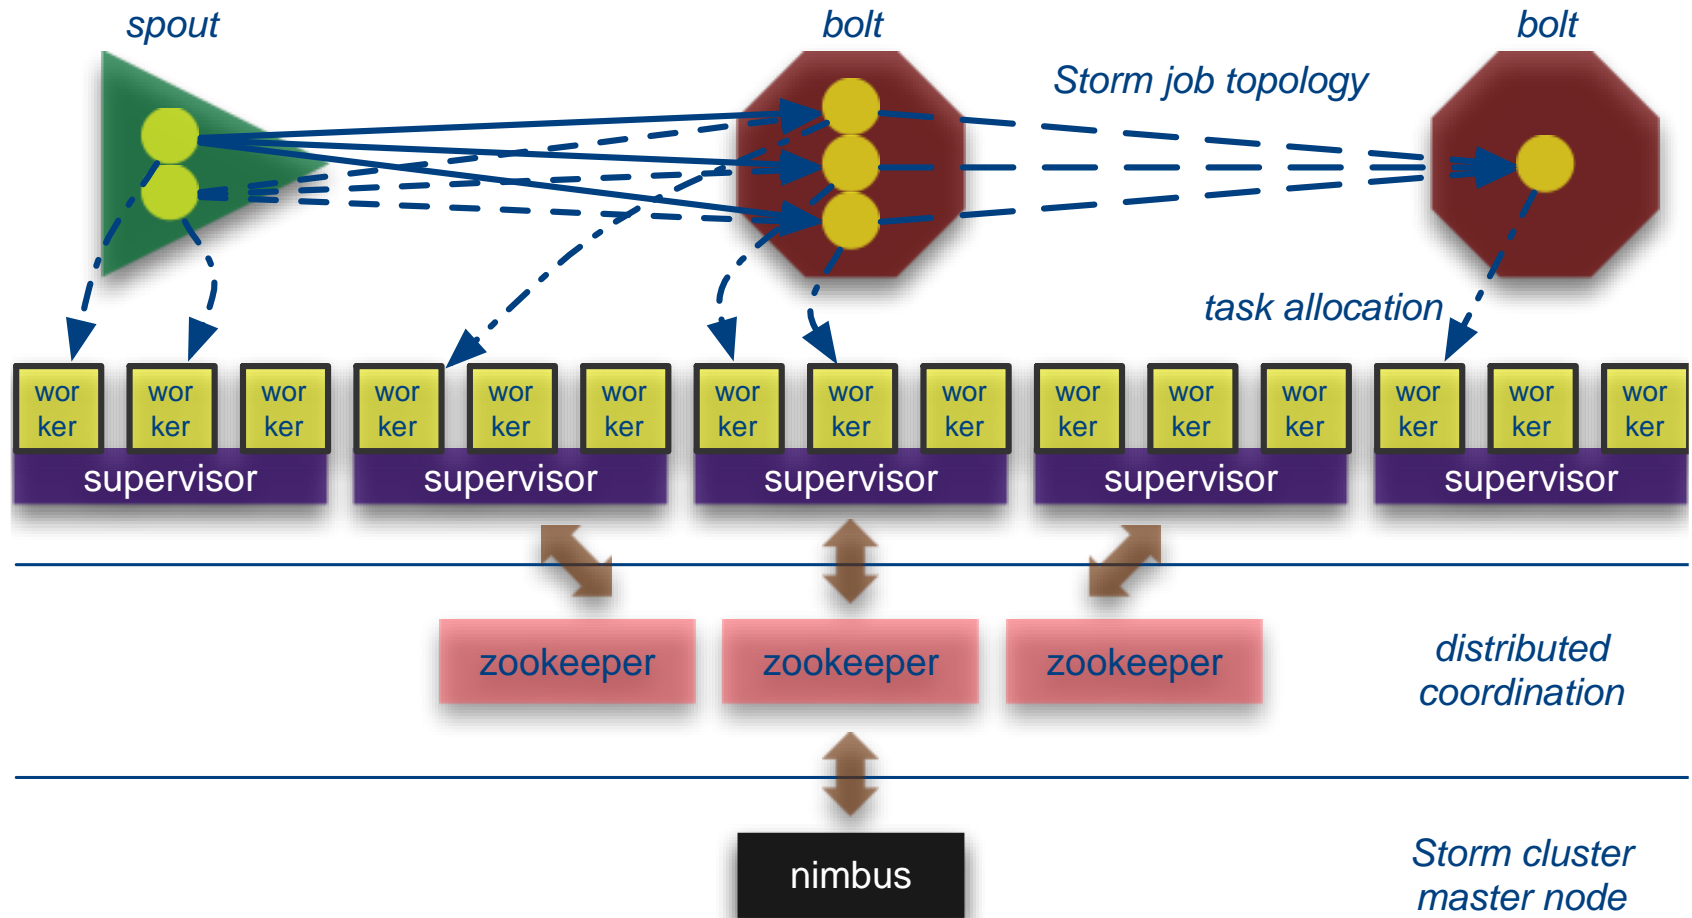 spout
bolt
bolt
Storm job topology
task allocation
wor
ker
wor
ker
wor
ker
wor
ker
wor
ker
wor
ker
wor
ker
wor
ker
wor
ker
wor
ker
wor
ker
wor
ker
wor
ker
wor
ker
wor
ker
supervisor
supervisor
supervisor
supervisor
supervisor
zookeeper
zookeeper
zookeeper
distributed
coordination
nimbus
Storm cluster
master node